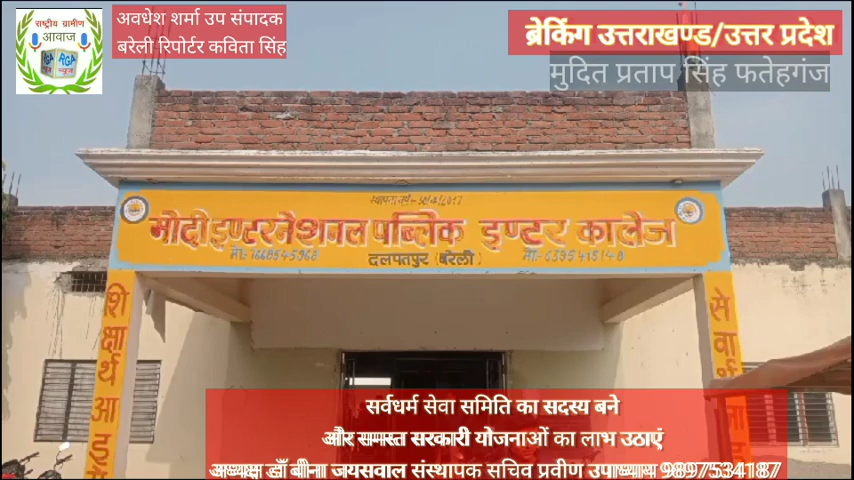 राष्ट्रीय ग्रामीण
आवाज
RGA RGA
न्यूज
अवधेश शर्मा उप संपादक
बरेली रिपोर्टर कविता सिंह
ब्रेकिंग उत्तराखण्ड/उत्तर प्रदेश
मुदित प्रताप सिंह फतेहगंज
मोदी इण्टरनेशनल पब्लिक इण्टर कालेज
दलपतपुर (बरेली)
शिक्षार्थ आ
सेवार्थ
सर्वधर्म सेवा समिति का सदस्य बने
और समस्त सरकारी योजनाओं का लाभ उठाएं
अध्यक्ष डॉ बीना जयसवाल संस्थापक सचिव प्रवीण उपाध्याय 9897534187